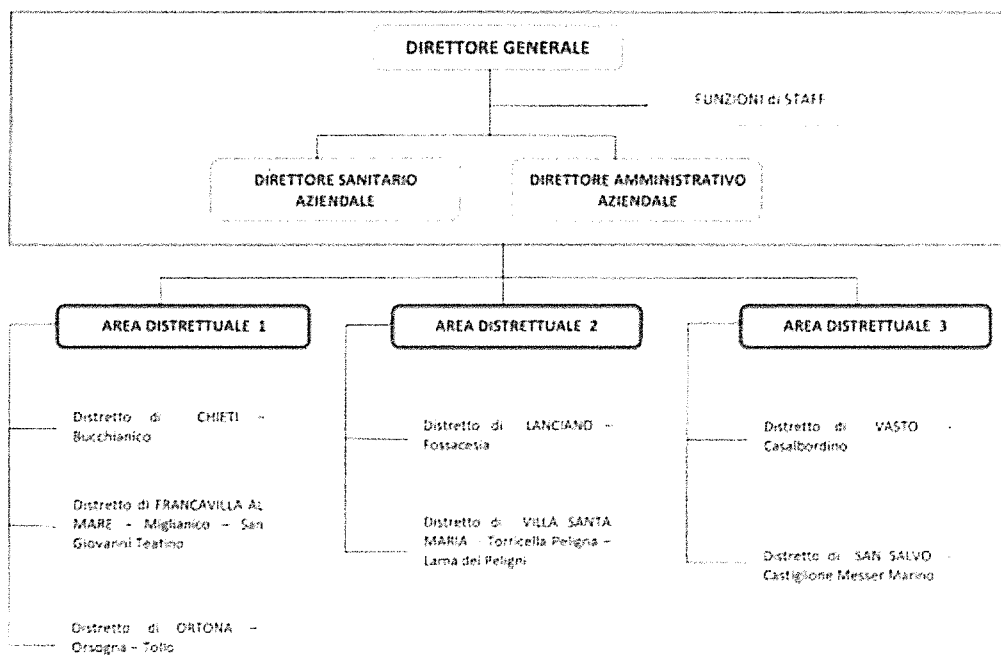 DIRETTORE GENERALE
FUNZIONI di STAFF
DIRETTORE SANITARIO
AZIENDALE
DIRETTORE AMMINISTRATIVO
AZIENDALE
AREA DISTRETTUALE 1
Distretto di CHIETI –
Bucchianico
Distretto di FRANCAVILLA AL
MARE – Miglianico – San
Giovanni Teatino
Distretto di ORTONA –
Orsogna – Tollo
AREA DISTRETTUALE 2
Distretto di LANCIANO –
Fossacesia
Distretto di VILLA SANTA
MARIA - Torricella Peligna –
Lama dei Peligni
AREA DISTRETTUALE 3
Distretto di VASTO -
Casalbordino
Distretto di SAN SALVO -
Castiglione Messer Marino